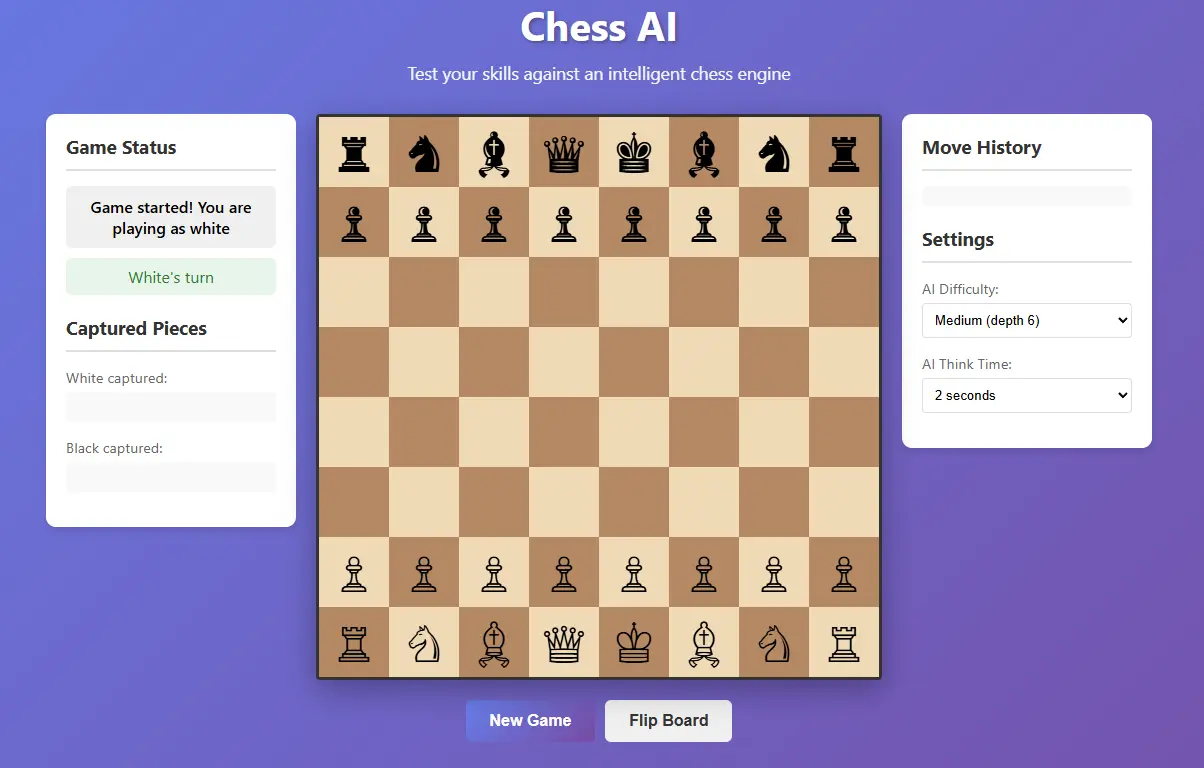 Chess AI
Test your skills against an intelligent chess engine
Game Status
Game started! You are
playing as white
White's turn
Captured Pieces
White captured:
Black captured:
Move History
Settings
AI Difficulty:
Medium (depth 6)
AI Think Time:
2 seconds
New Game
Flip Board